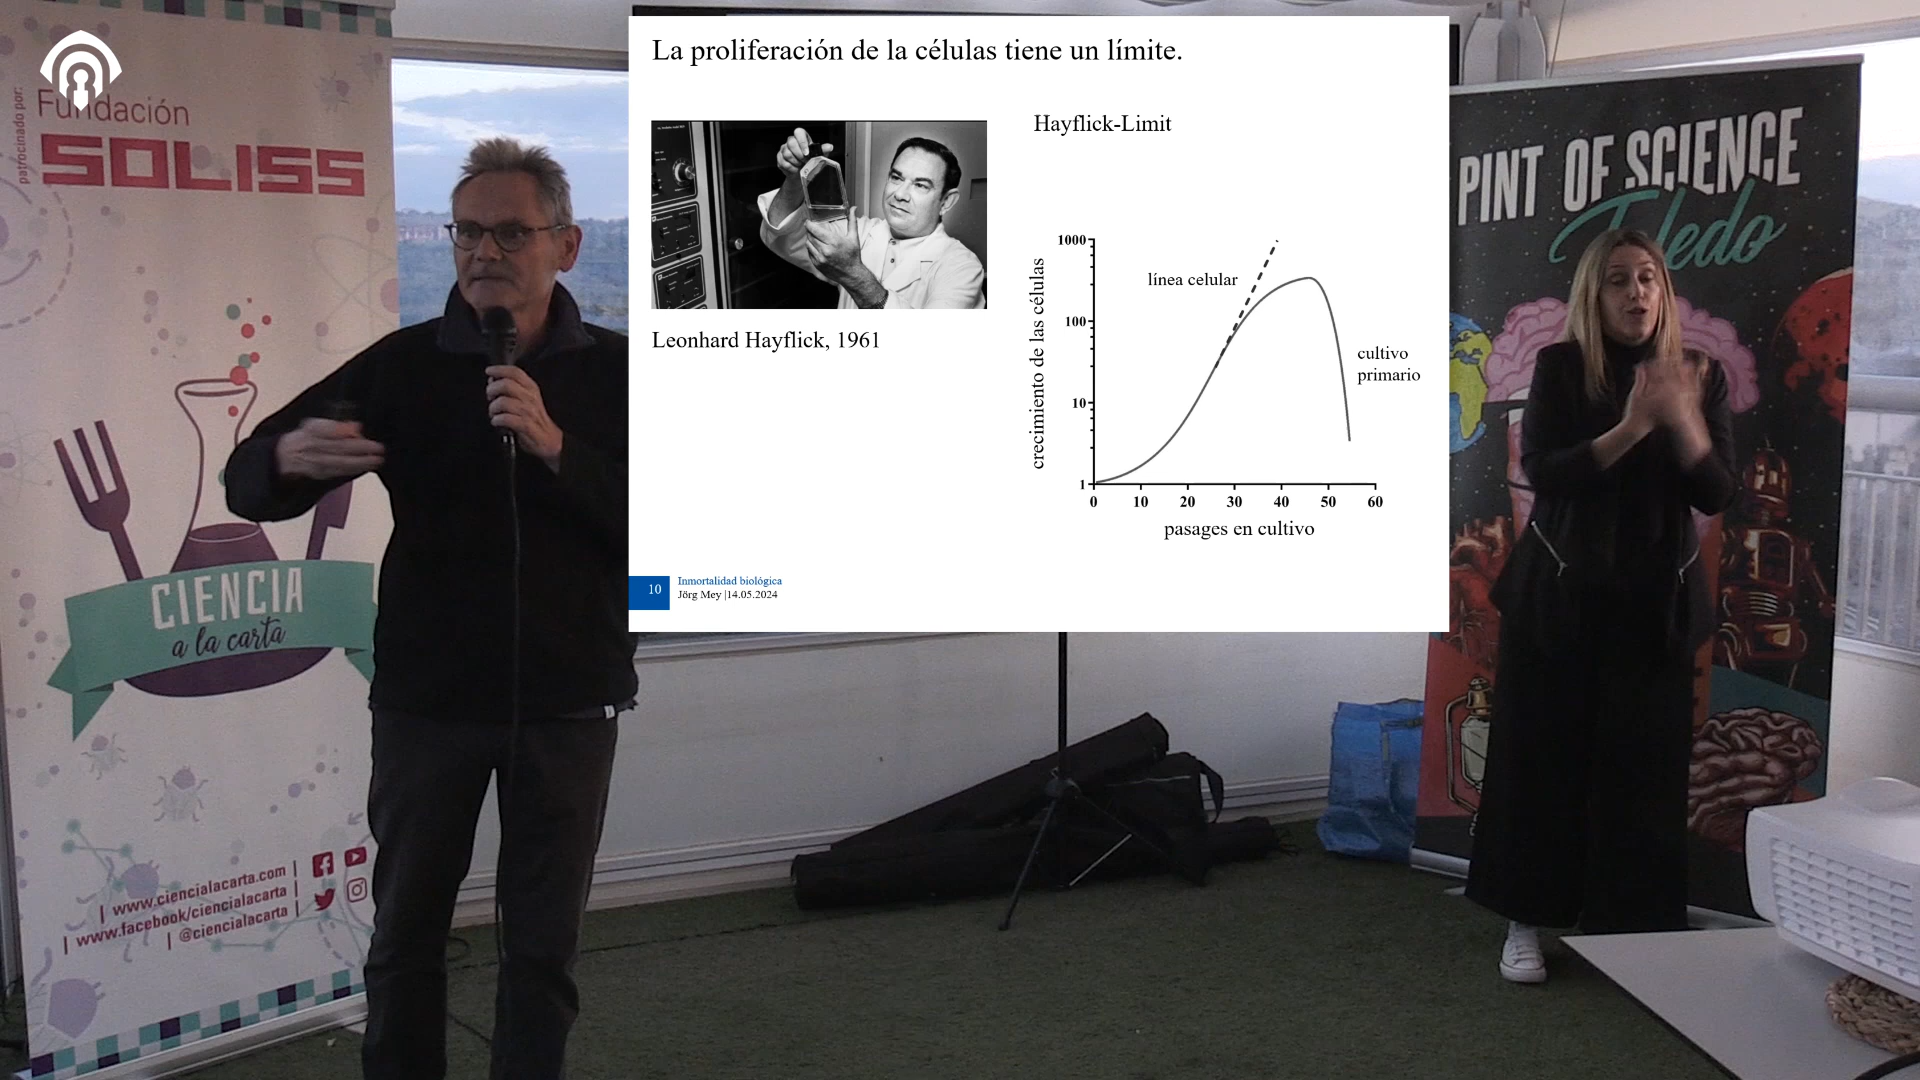 patrocinado por:
Fundación
SOLISS
CIENCIA
a la carta
| www.ciencialacarta.com |
| www.facebook/ciencialacarta |
| @ciencialacarta |
La proliferación de la células tiene un límite.
Leonhard Hayflick, 1961
Hayflick-Limit
crecimiento de las células
1000
100
10
1
línea celular
cultivo
primario
0 10 20 30 40 50 60
pasages en cultivo
10
Inmortalidad biológica
Jörg Mey |14.05.2024
PINT OF SCIENCE
Toledo